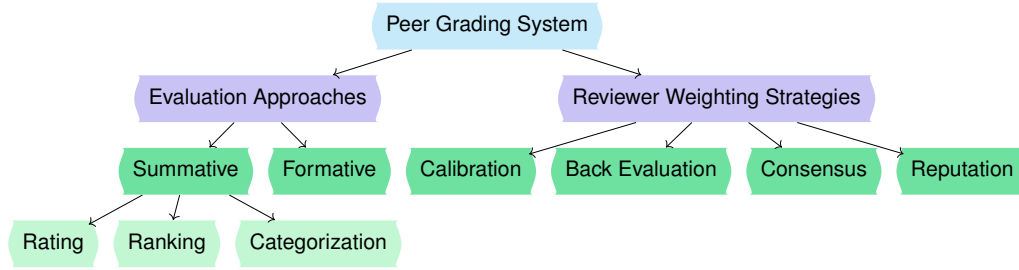 Peer Grading System
Evaluation Approaches
Reviewer Weighting Strategies
Summative
Formative
Calibration
Back Evaluation
Consensus
Reputation
Rating
Ranking
Categorization